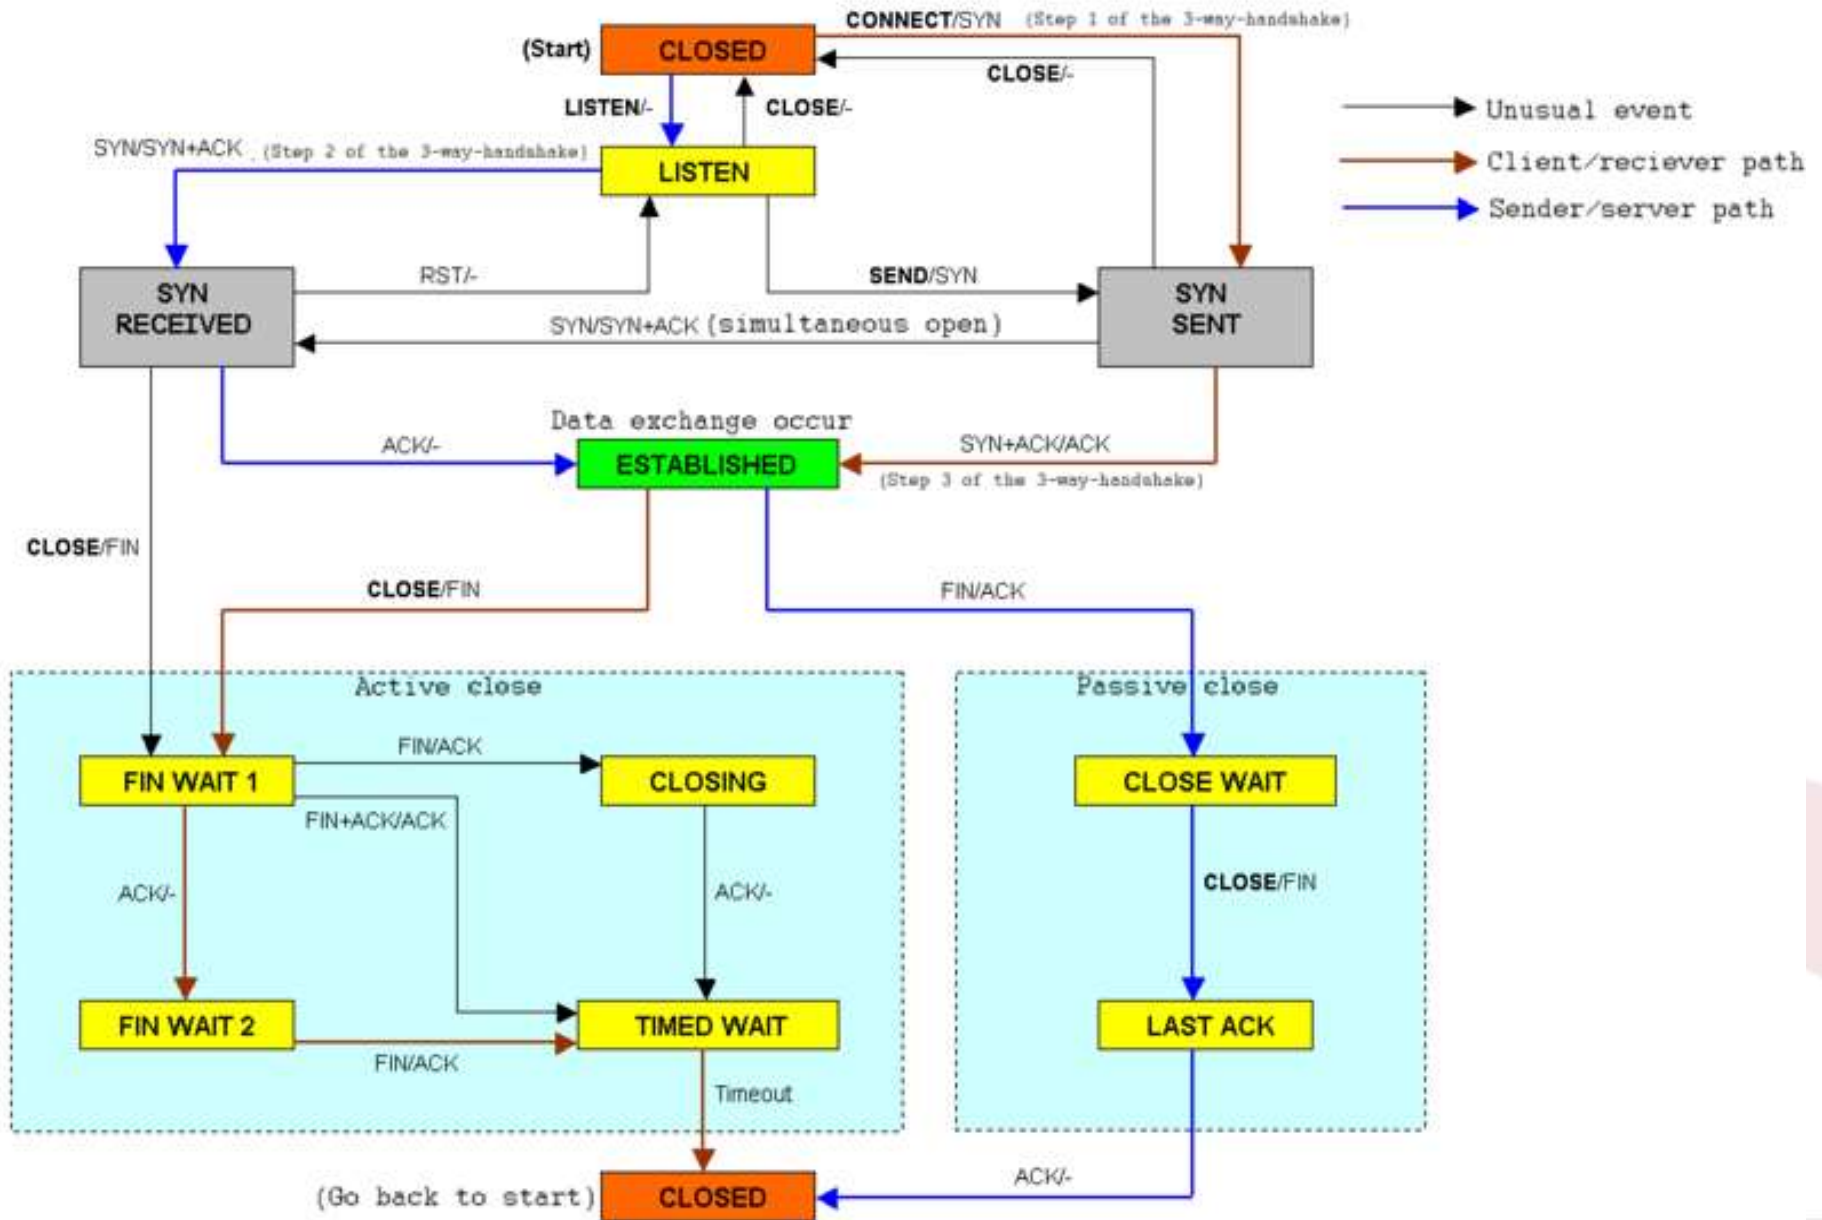 CONNECT/SYN (Step 1 of the 3-way-handshake)
(Start) CLOSED
CLOSE/-
LISTEN/- CLOSE/-
Unusual event
SYN/SYN+ACK (Step 2 of the 3-way-handshake)
LISTEN
Client/reciever path
Sender/server path
RST/-
SEND/SYN
SYN
RECEIVED
SYN
SENT
SYN/SYN+ACK (simultaneous open)
Data exchange occur
ACK/-
ESTABLISHED
SYN+ACK/ACK
(Step 3 of the 3-way-handshake)
CLOSE/FIN
CLOSE/FIN
FIN/ACK
Active close
Passive close
FIN/ACK
FIN WAIT 1
CLOSING
CLOSE WAIT
FIN+ACK/ACK
ACK/-
ACK/-
CLOSE/FIN
FIN WAIT 2
TIMED WAIT
LAST ACK
FIN/ACK
Timeout
ACK/-
(Go back to start) CLOSED